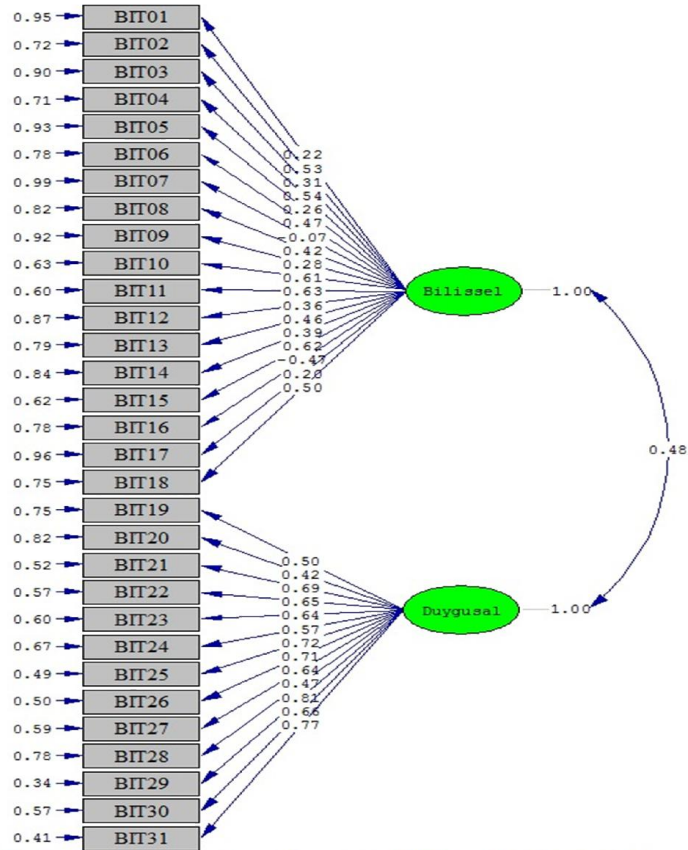 0.95 BIT01
0.72 BIT02
0.90 BIT03
0.71 BIT04
0.93 BIT05
0.78 BIT06
0.99 BIT07
0.82 BIT08
0.92 BIT09
0.63 BIT10
0.60 BIT11
0.87 BIT12
0.79 BIT13
0.84 BIT14
0.62 BIT15
0.78 BIT16
0.96 BIT17
0.75 BIT18
0.75 BIT19
0.82 BIT20
0.52 BIT21
0.57 BIT22
0.60 BIT23
0.67 BIT24
0.49 BIT25
0.50 BIT26
0.59 BIT27
0.78 BIT28
0.34 BIT29
0.57 BIT30
0.41 BIT31
0.22
0.53
0.31
0.54
0.26
0.47
-0.07
0.42
0.28
0.61
0.63
0.36
0.46
0.39
0.62
-0.47
0.20
0.50
Bilissel 1.00
0.48
0.50
0.42
0.69
0.65
0.64
0.57
0.72
0.71
0.64
0.47
0.81
0.66
0.77
Duygusal 1.00